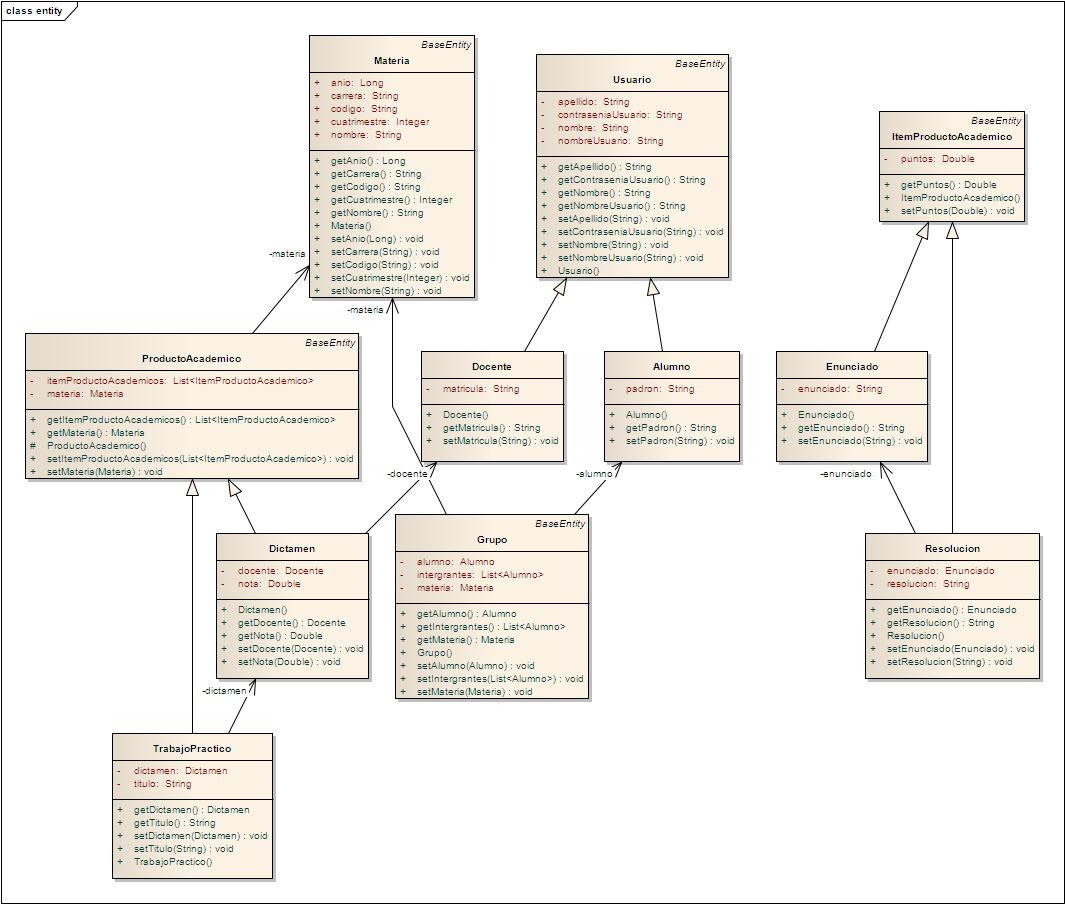 class entity
BaseEntity
Materia
+ anio: Long
+ carrera: String
+ codigo: String
+ cuatrimestre: Integer
+ nombre: String
+ getAnio() : Long
+ getCarrera() : String
+ getCodigo() : String
+ getCuatrimestre() : Integer
+ getNombre() : String
+ Materia()
+ setAnio(Long) : void
+ setCarrera(String) : void
+ setCodigo(String) : void
+ setCuatrimestre(Integer) : void
+ setNombre(String) : void
BaseEntity
Usuario
- apellido: String
- contraseniaUsuario: String
- nombre: String
- nombreUsuario: String
+ getApellido() : String
+ getContraseniaUsuario() : String
+ getNombre() : String
+ getNombreUsuario() : String
+ setApellido(String) : void
+ setContraseniaUsuario(String) : void
+ setNombre(String) : void
+ setNombreUsuario(String) : void
+ Usuario()
BaseEntity
ItemProductoAcademico
- puntos: Double
+ getPuntos() : Double
+ ItemProductoAcademico()
+ setPuntos(Double) : void
-materia
-materia
BaseEntity
ProductoAcademico
- itemProductoAcademicos: List<ItemProductoAcademico>
- materia: Materia
+ getItemProductoAcademicos() : List<ItemProductoAcademico>
+ getMateria() : Materia
# ProductoAcademico()
+ setItemProductoAcademicos(List<ItemProductoAcademico>) : void
+ setMateria(Materia) : void
Docente
- matricula: String
+ Docente()
+ getMatricula() : String
+ setMatricula(String) : void
Alumno
- padron: String
+ Alumno()
+ getPadron() : String
+ setPadron(String) : void
Enunciado
- enunciado: String
+ Enunciado()
+ getEnunciado() : String
+ setEnunciado(String) : void
-docente
-alumno
-enunciado
Dictamen
- docente: Docente
- nota: Double
+ Dictamen()
+ getDocente() : Docente
+ getNota() : Double
+ setDocente(Docente) : void
+ setNota(Double) : void
BaseEntity
Grupo
- alumno: Alumno
- intergrantes: List<Alumno>
- materia: Materia
+ getAlumno() : Alumno
+ getIntergrantes() : List<Alumno>
+ getMateria() : Materia
+ Grupo()
+ setAlumno(Alumno) : void
+ setIntergrantes(List<Alumno>) : void
+ setMateria(Materia) : void
Resolucion
- enunciado: Enunciado
- resolucion: String
+ getEnunciado() : Enunciado
+ getResolucion() : String
+ Resolucion()
+ setEnunciado(Enunciado) : void
+ setResolucion(String) : void
-dictamen
TrabajoPractico
- dictamen: Dictamen
- titulo: String
+ getDictamen() : Dictamen
+ getTitulo() : String
+ setDictamen(Dictamen) : void
+ setTitulo(String) : void
+ TrabajoPractico()